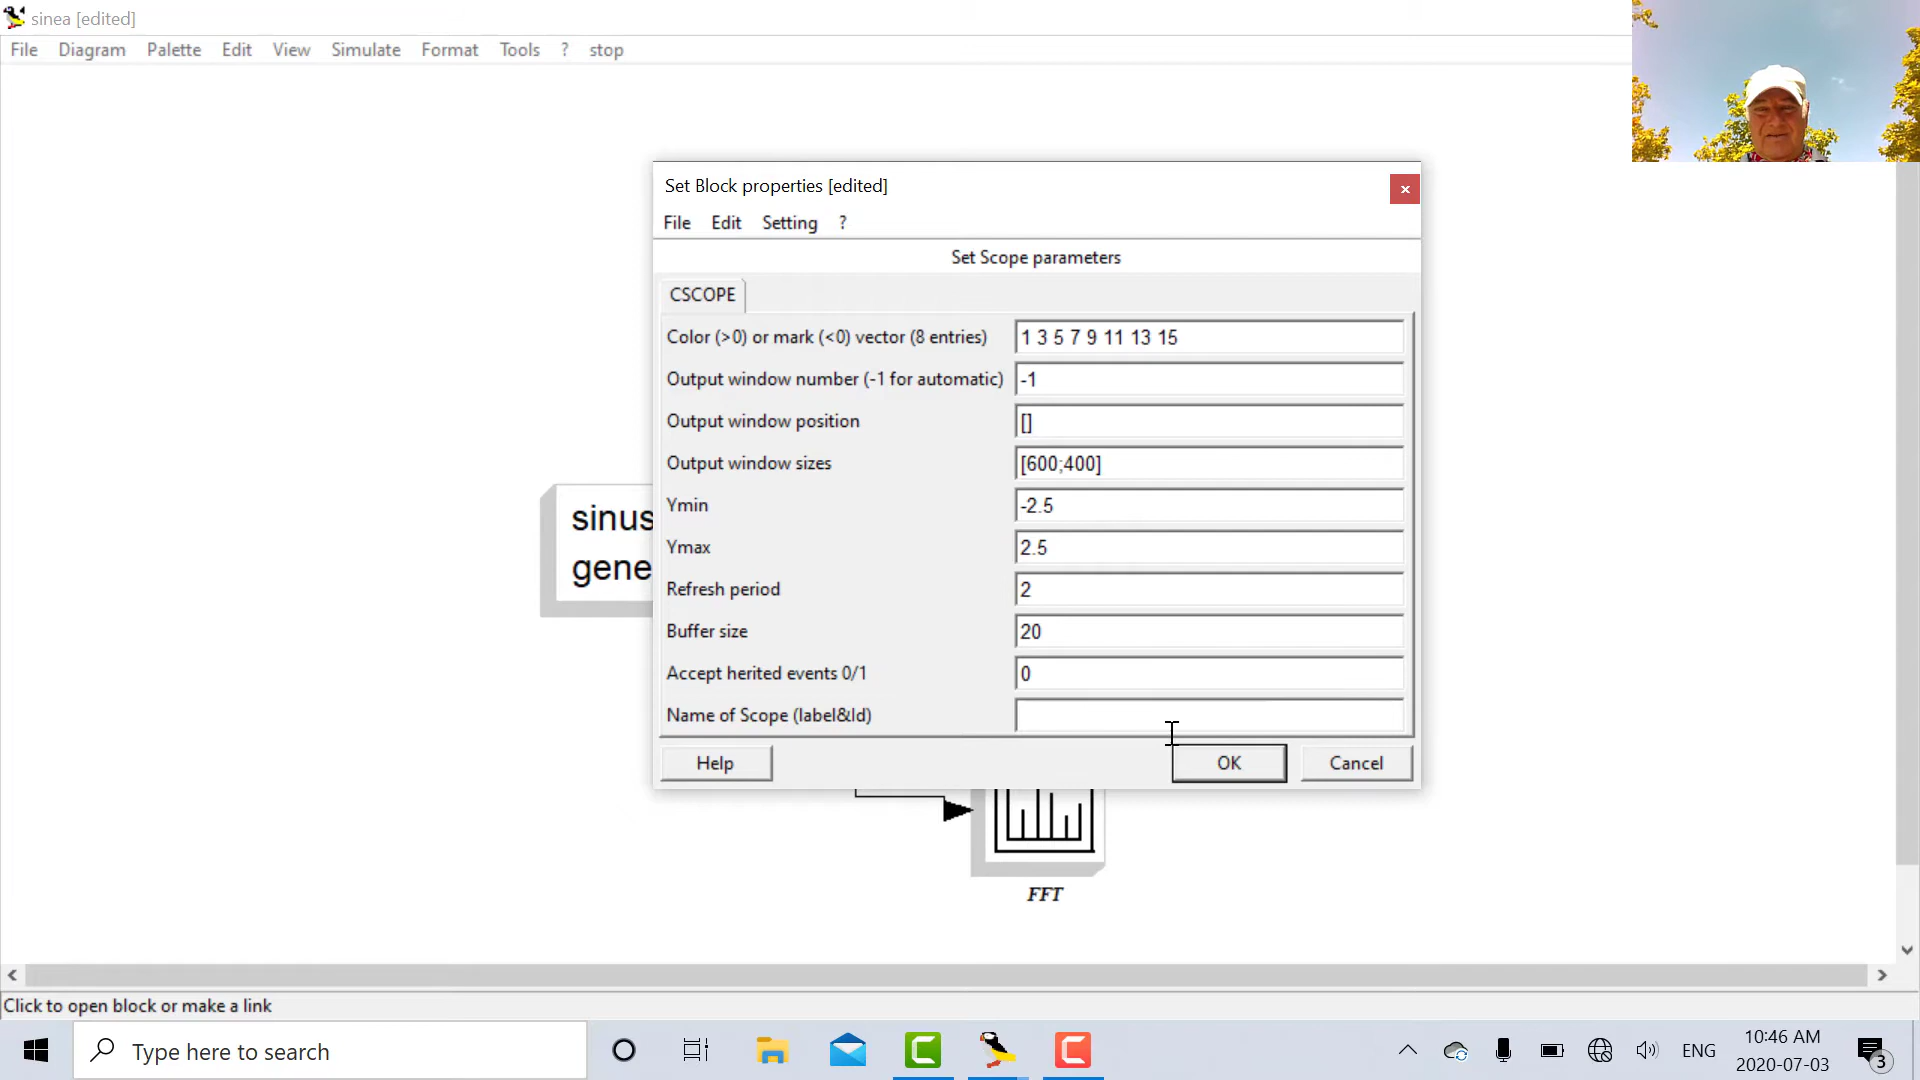 sinea [edited]
File Diagram Palette Edit View Simulate Format Tools ? stop
Set Block properties [edited]
File Edit Setting ?
Set Scope parameters
CSCOPE
Color (>0) or mark (<0) vector (8 entries) 1 3 5 7 9 11 13 15
Output window number (-1 for automatic) -1
Output window position []
Output window sizes [600;400]
Ymin -2.5
Ymax 2.5
Refresh period 2
Buffer size 20
Accept herited events 0/1 0
Name of Scope (label&Id)
Help OK Cancel
sinus
gene
FFT
Click to open block or make a link
Type here to search
ENG
10:46 AM
2020-07-03
3